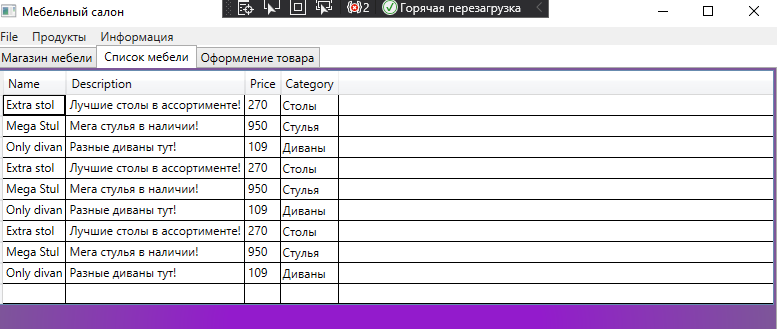 Мебельный салон
2 Горячая перезагрузка
File Продукты Информация
Магазин мебели Список мебели Оформление товара
Name Description Price Category
Extra stol Лучшие столы в ассортименте! 270 Столы
Mega Stul Мега стулья в наличии! 950 Стулья
Only divan Разные диваны тут! 109 Диваны
Extra stol Лучшие столы в ассортименте! 270 Столы
Mega Stul Мега стулья в наличии! 950 Стулья
Only divan Разные диваны тут! 109 Диваны
Extra stol Лучшие столы в ассортименте! 270 Столы
Mega Stul Мега стулья в наличии! 950 Стулья
Only divan Разные диваны тут! 109 Диваны